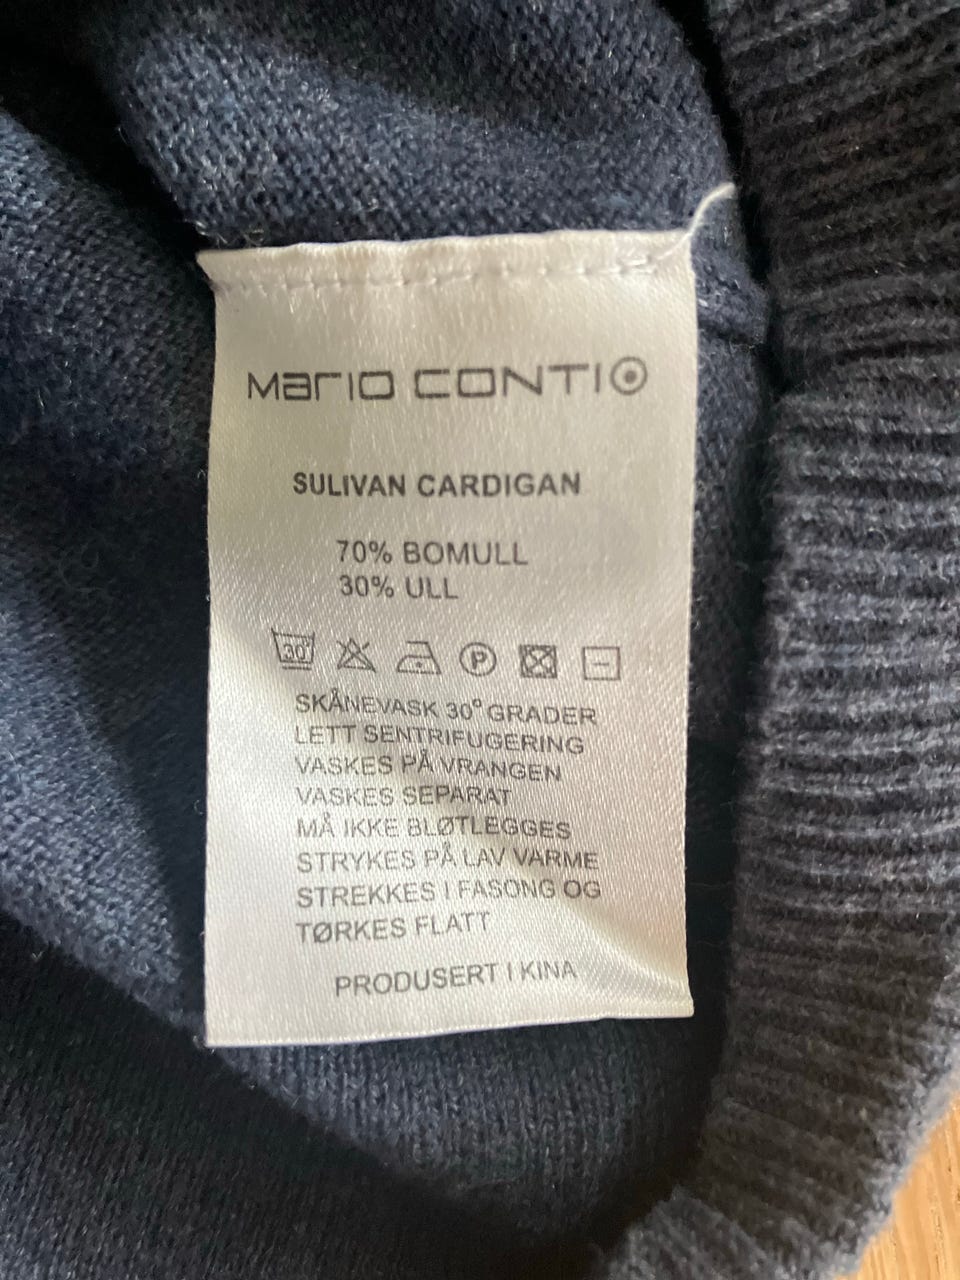 Mario CONTI
SULIVAN CARDIGAN
70% BOMULL
30% ULL
30° P
SKÅNEVASK 30° GRADER
LETT SENTRIFUGERING
VASKES PÅ VRANGEN
VASKES SEPARAT
MÅ IKKE BLØTLEGGES
STRYKES PÅ LAV VARME
STREKKES I FASONG OG
TØRKES FLATT
PRODUSERT I KINA